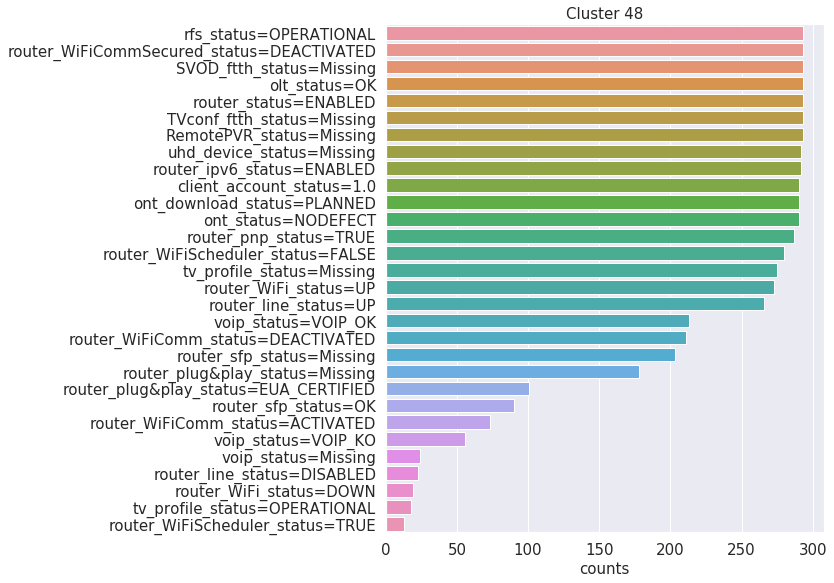 Cluster 48
rfs_status=OPERATIONAL
router_WiFiCommSecured_status=DEACTIVATED
SVOD_ftth_status=Missing
olt_status=OK
router_status=ENABLED
TVconf_ftth_status=Missing
RemotePVR_status=Missing
uhd_device_status=Missing
router_ipv6_status=ENABLED
client_account_status=1.0
ont_download_status=PLANNED
ont_status=NODEFECT
router_pnp_status=TRUE
router_WiFiScheduler_status=FALSE
tv_profile_status=Missing
router_WiFi_status=UP
router_line_status=UP
voip_status=VOIP_OK
router_WiFiComm_status=DEACTIVATED
router_sfp_status=Missing
router_plug&play_status=Missing
router_plug&play_status=EUA_CERTIFIED
router_sfp_status=OK
router_WiFiComm_status=ACTIVATED
voip_status=VOIP_KO
voip_status=Missing
router_line_status=DISABLED
router_WiFi_status=DOWN
tv_profile_status=OPERATIONAL
router_WiFiScheduler_status=TRUE
0 50 100 150 200 250 300
counts